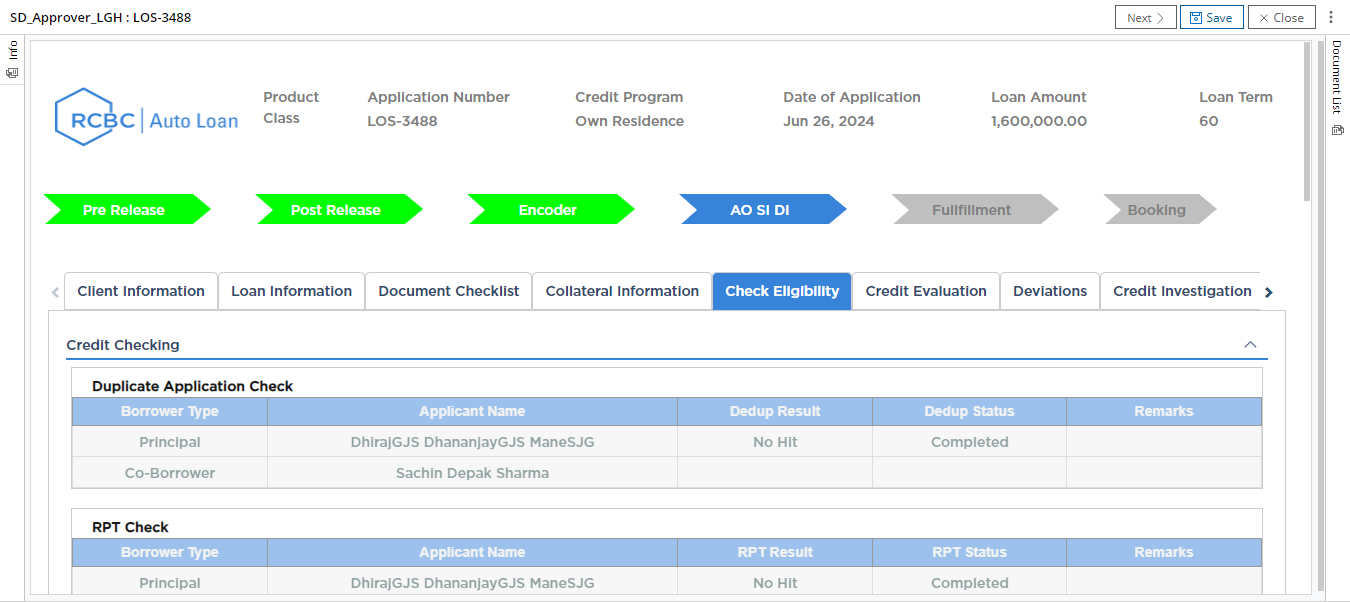 SD_Approver_LGH : LOS-3488
Next
Save
Close
Info
Document List
RCBC Auto Loan
Product Class
Application Number
LOS-3488
Credit Program
Own Residence
Date of Application
Jun 26, 2024
Loan Amount
1,600,000.00
Loan Term
60
Pre Release
Post Release
Encoder
AO SI DI
Fullfillment
Booking
Client Information
Loan Information
Document Checklist
Collateral Information
Check Eligibility
Credit Evaluation
Deviations
Credit Investigation
Credit Checking
Duplicate Application Check
Borrower Type Applicant Name Dedup Result Dedup Status Remarks
Principal DhirajGJS DhananjayGJS ManeSJG No Hit Completed
Co-Borrower Sachin Depak Sharma
RPT Check
Borrower Type Applicant Name RPT Result RPT Status Remarks
Principal DhirajGJS DhananjayGJS ManeSJG No Hit Completed